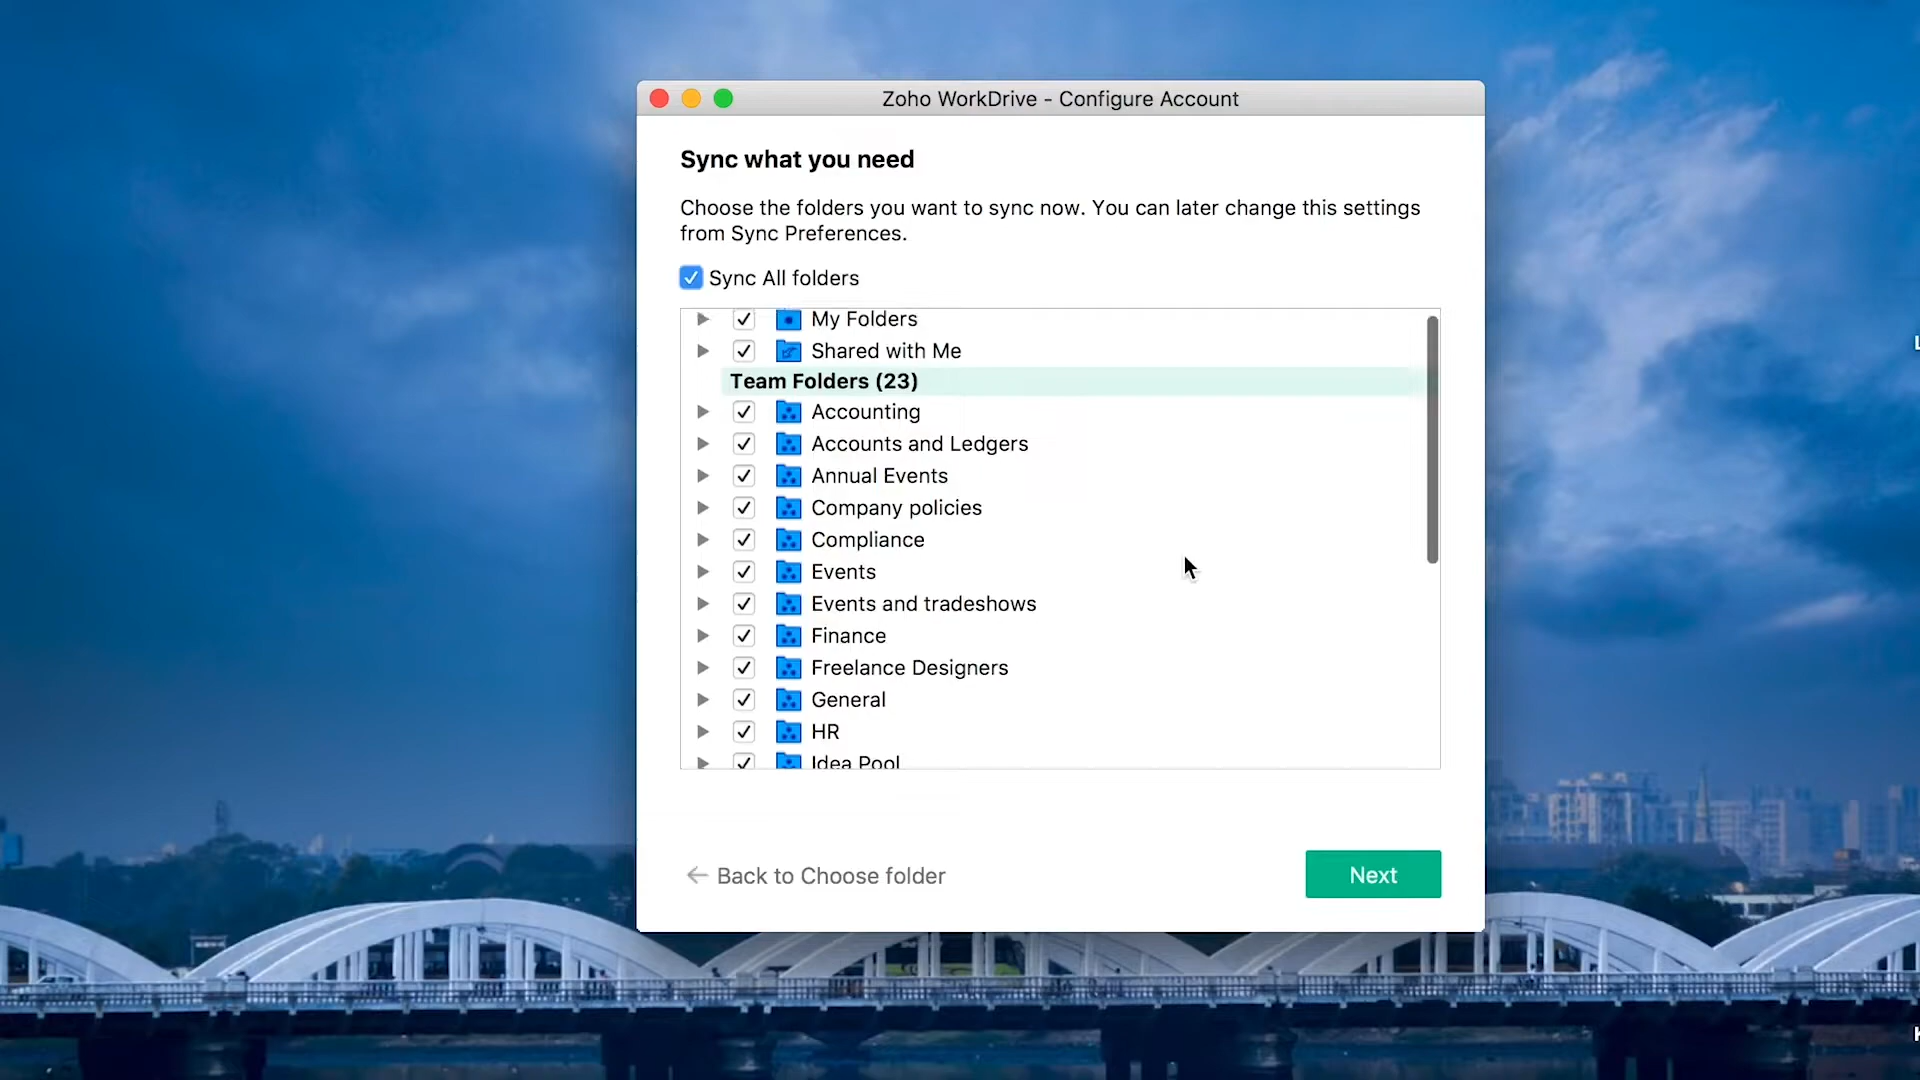 Zoho WorkDrive - Configure Account
Sync what you need
Choose the folders you want to sync now. You can later change this settings
from Sync Preferences.
Sync All folders
My Folders
Shared with Me
Team Folders (23)
Accounting
Accounts and Ledgers
Annual Events
Company policies
Compliance
Events
Events and tradeshows
Finance
Freelance Designers
General
HR
Idea Pool
← Back to Choose folder
Next